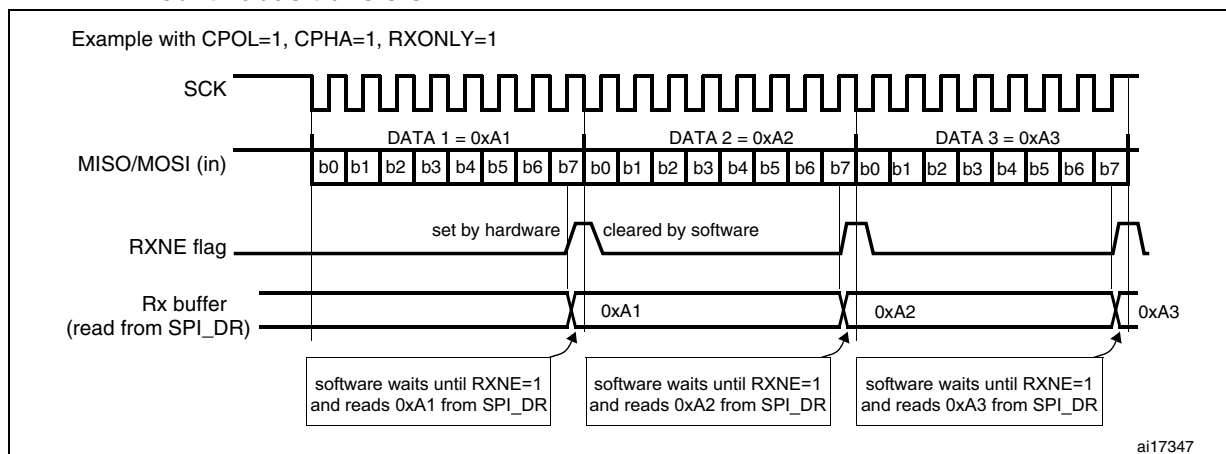 Example with CPOL=1, CPHA=1, RXONLY=1
SCK
DATA 1 = 0xA1 DATA 2 = 0xA2 DATA 3 = 0xA3
MISO/MOSI (in) b0 b1 b2 b3 b4 b5 b6 b7 b0 b1 b2 b3 b4 b5 b6 b7 b0 b1 b2 b3 b4 b5 b6 b7
set by hardware cleared by software
RXNE flag
Rx buffer
(read from SPI_DR)
0xA1 0xA2 0xA3
software waits until RXNE=1
and reads 0xA1 from SPI_DR
software waits until RXNE=1
and reads 0xA2 from SPI_DR
software waits until RXNE=1
and reads 0xA3 from SPI_DR
ai17347